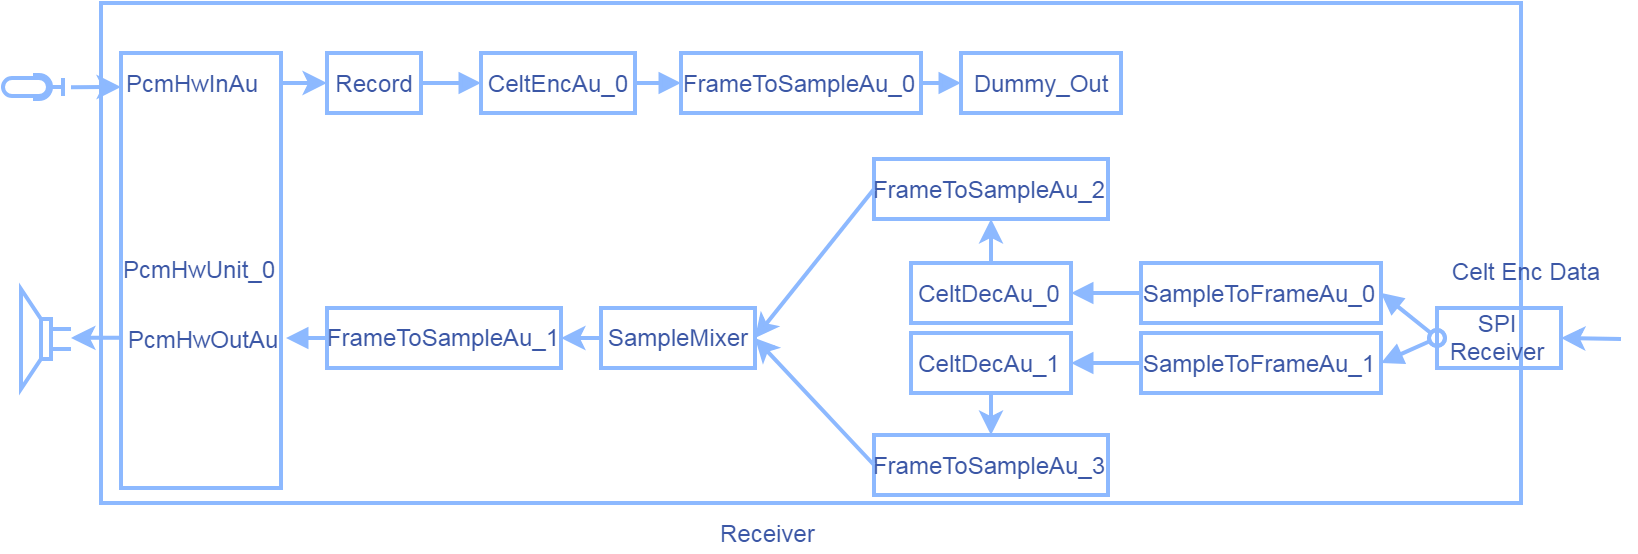 PcmHwInAu
Record
CeltEncAu_0
FrameToSampleAu_0
Dummy_Out
FrameToSampleAu_2
PcmHwUnit_0
CeltDecAu_0
SampleToFrameAu_0
Celt Enc Data
PcmHwOutAu
FrameToSampleAu_1
SampleMixer
SPI
Receiver
CeltDecAu_1
SampleToFrameAu_1
FrameToSampleAu_3
Receiver